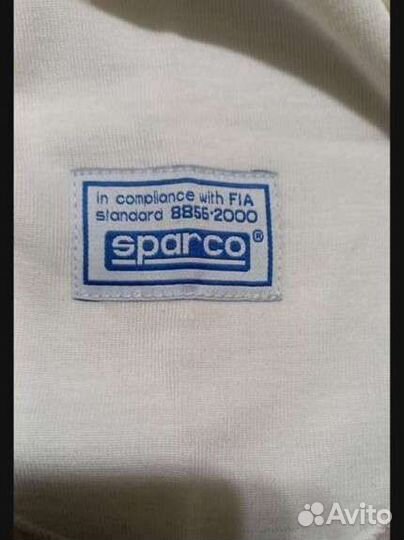 in compliance with FIA
standard 8856-2000
sparco®
Avito